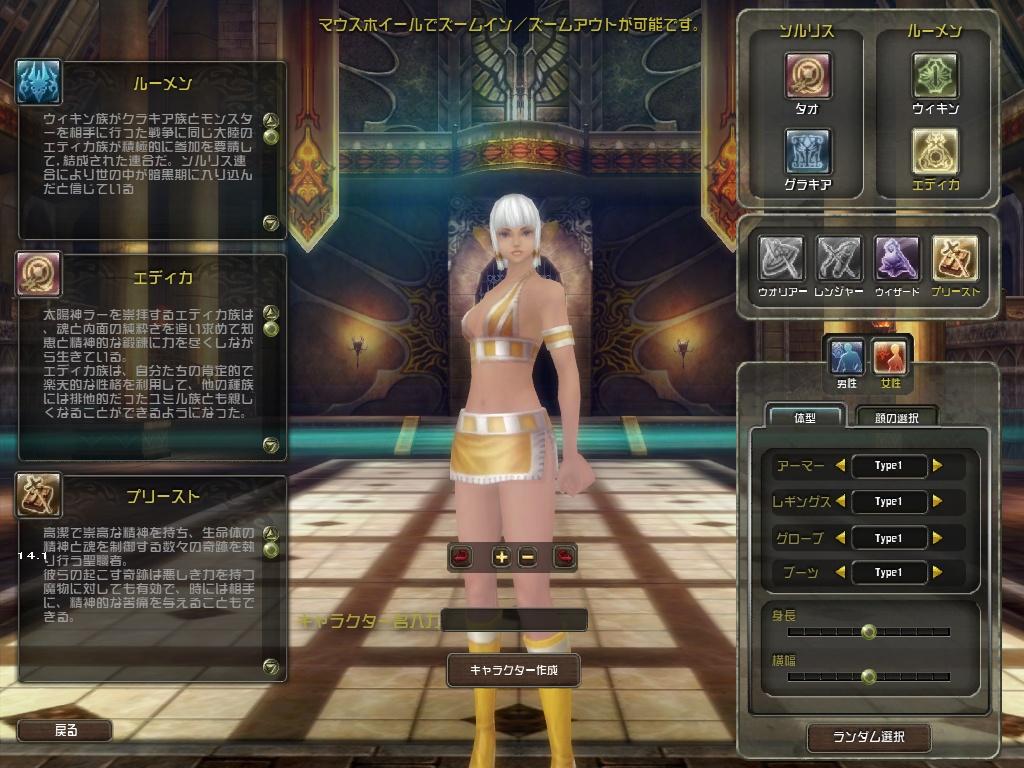 マウスホイールでズームイン／ズームアウトが可能です。
ルーメン
ウィキン族がクラキア族とモンスタ
ーを相手に行った戦争に同じ大陸の
エティカ族が積極的に参加を要請し
て、結成された連合だ。ソルリス連
合により世の中が暗黒期に入り込ん
だと信じている
エディカ
太陽神ラーを崇拝するエティカ族は
、魂と内面の純粋さを追い求めて知
恵と精神的な鍛錬に力を尽くしなが
ら生きている。
エティカ族は、自分たちの肯定的で
楽天的な性格を利用して、他の種族
には排他的だったユミル族とも親し
くなることができるようになった。
プリースト
高潔で崇高な精神を持ち、生命体の
精神と魂を制御する数々の奇跡を執
り行う聖職者。
彼らの起こす奇跡は悪しき力を持つ
魔物に対しても有効で、時には相手
に、精神的な苦痛を与えることもで
きる。
14.1
戻る
キャラクター名入力
キャラクター作成
ソルリス
ルーメン
タオ
ウィキン
グラキア
エディカ
ウオリアー
レンジャー
ウィザード
プリースト
男性
女性
体型
顔の選択
アーマー
Type1
レギングス
Type1
グローブ
Type1
ブーツ
Type1
身長
横幅
ランダム選択